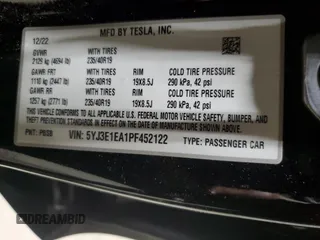 MFD BY TESLA, INC.
12/22
GVWR WITH TIRES
2129 kg (4694 lb) 235/40R19
GAWR FRT WITH TIRES RIM COLD TIRE PRESSURE
1110 kg (2447 lb) 235/40R19 19X8.5J 290 kPa, 42 psi
GAWR RR WITH TIRES RIM COLD TIRE PRESSURE
1257 kg (2771 lb) 235/40R19 19X8.5J 290 kPa, 42 psi
THIS VEHICLE CONFORMS TO ALL APPLICABLE
U.S. FEDERAL MOTOR VEHICLE SAFETY, BUMPER, AND
THEFT PREVENTION STANDARDS IN EFFECT ON THE
DATE OF MANUFACTURE SHOWN ABOVE.
PNT: VIN: 5YJ3E1EA1PF452122 TYPE: PASSENGER CAR
DREAMBID